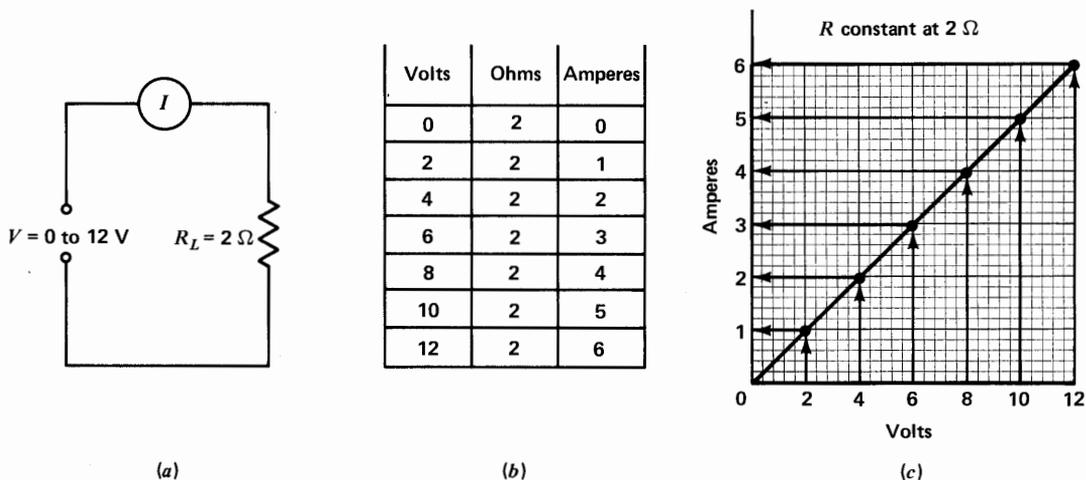 I
V = 0 to 12 V
R_L = 2 Ω
(a)
Volts Ohms Amperes
0 2 0
2 2 1
4 2 2
6 2 3
8 2 4
10 2 5
12 2 6
(b)
R constant at 2 Ω
Amperes
6
5
4
3
2
1
0 2 4 6 8 10 12
Volts
(c)